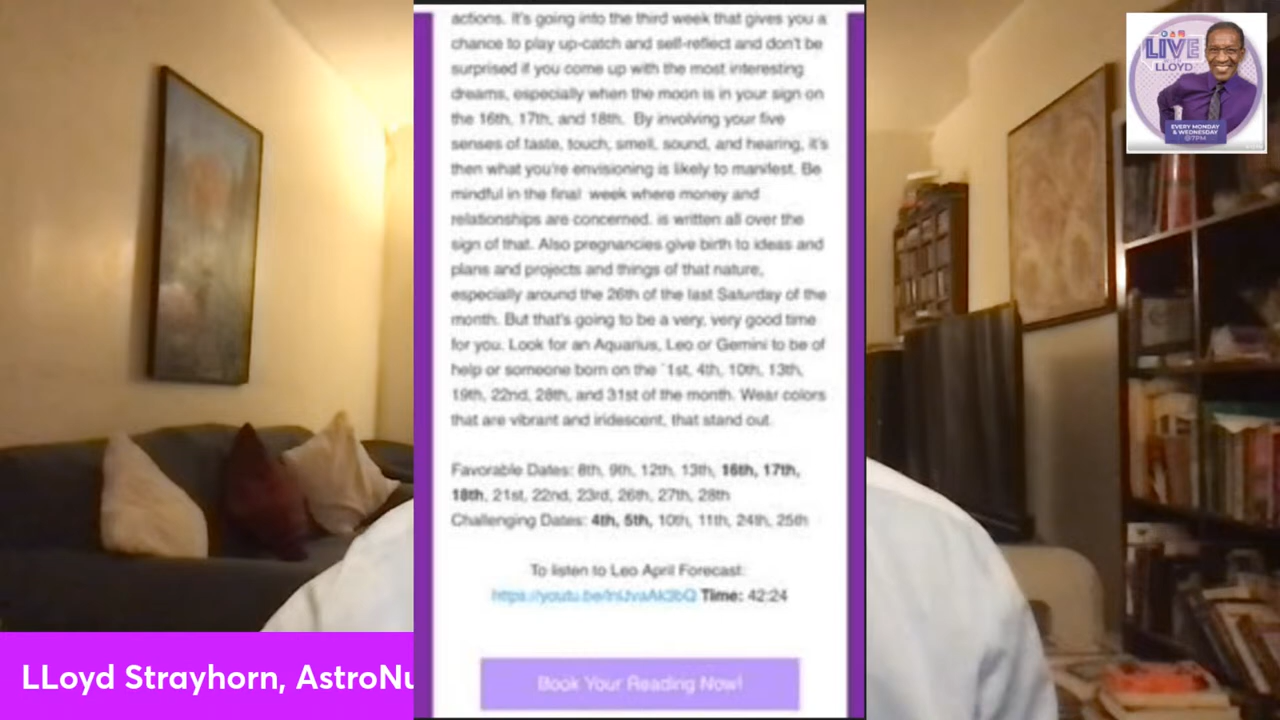 actions. It's going into the third week that gives you a
chance to play up-catch and self-reflect and don't be
surprised if you come up with the most interesting
dreams, especially when the moon is in your sign on
the 16th, 17th, and 18th. By involving your five
senses of taste, touch, smell, sound, and hearing, it's
then what you're envisioning is likely to manifest. Be
mindful in the final week where money and
relationships are concerned. is written all over the
sign of that. Also pregnancies give birth to ideas and
plans and projects and things of that nature,
especially around the 26th of the last Saturday of the
month. But that's going to be a very, very good time
for you. Look for an Aquarius, Leo or Gemini to be of
help or someone born on the `1st, 4th, 10th, 13th,
19th, 22nd, 28th, and 31st of the month. Wear colors
that are vibrant and iridescent, that stand out.
Favorable Dates: 8th, 9th, 12th, 13th, 16th, 17th,
18th, 21st, 22nd, 23rd, 26th, 27th, 28th
Challenging Dates: 4th, 5th, 10th, 11th, 24th, 25th
To listen to Leo April Forecast:
Time: 42:24
Book Your Reading Now!
LLoyd Strayhorn, AstroNu
LIVE
LLOYD
EVERY MONDAY
& WEDNESDAY
@7PM